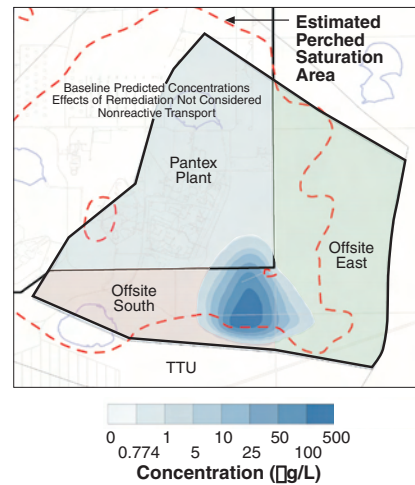 Estimated
Perched
Saturation
Area
Baseline Predicted Concentrations
Effects of Remediation Not Considered
Nonreactive Transport
Pantex
Plant
Offsite
East
Offsite
South
TTU
0 1 10 50 500
0.774 5 25 100
Concentration (▯g/L)